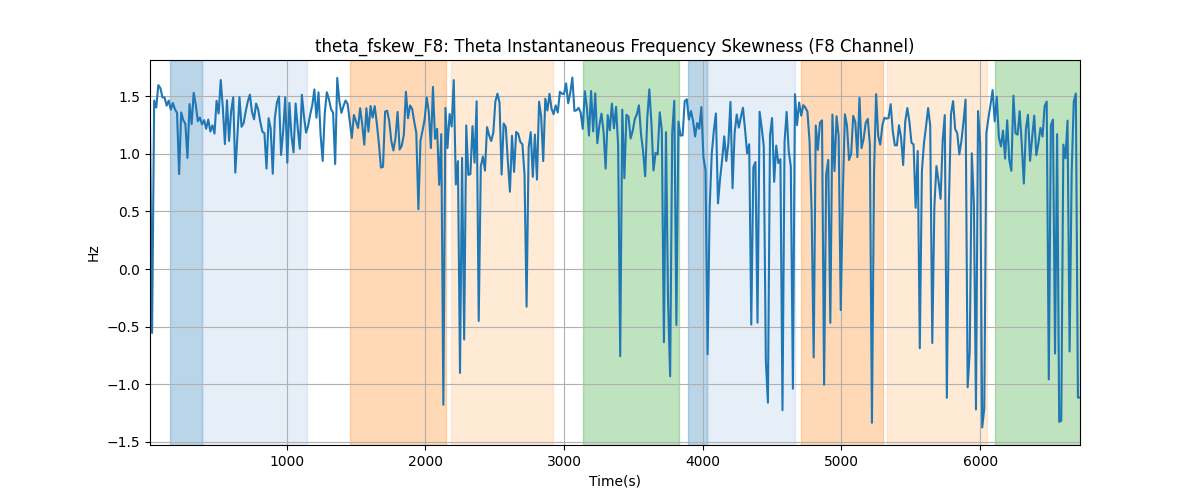 theta_fskew_F8: Theta Instantaneous Frequency Skewness (F8 Channel)
1.5
1.0
0.5
0.0
−0.5
−1.0
−1.5
Hz
1000 2000 3000 4000 5000 6000
Time(s)